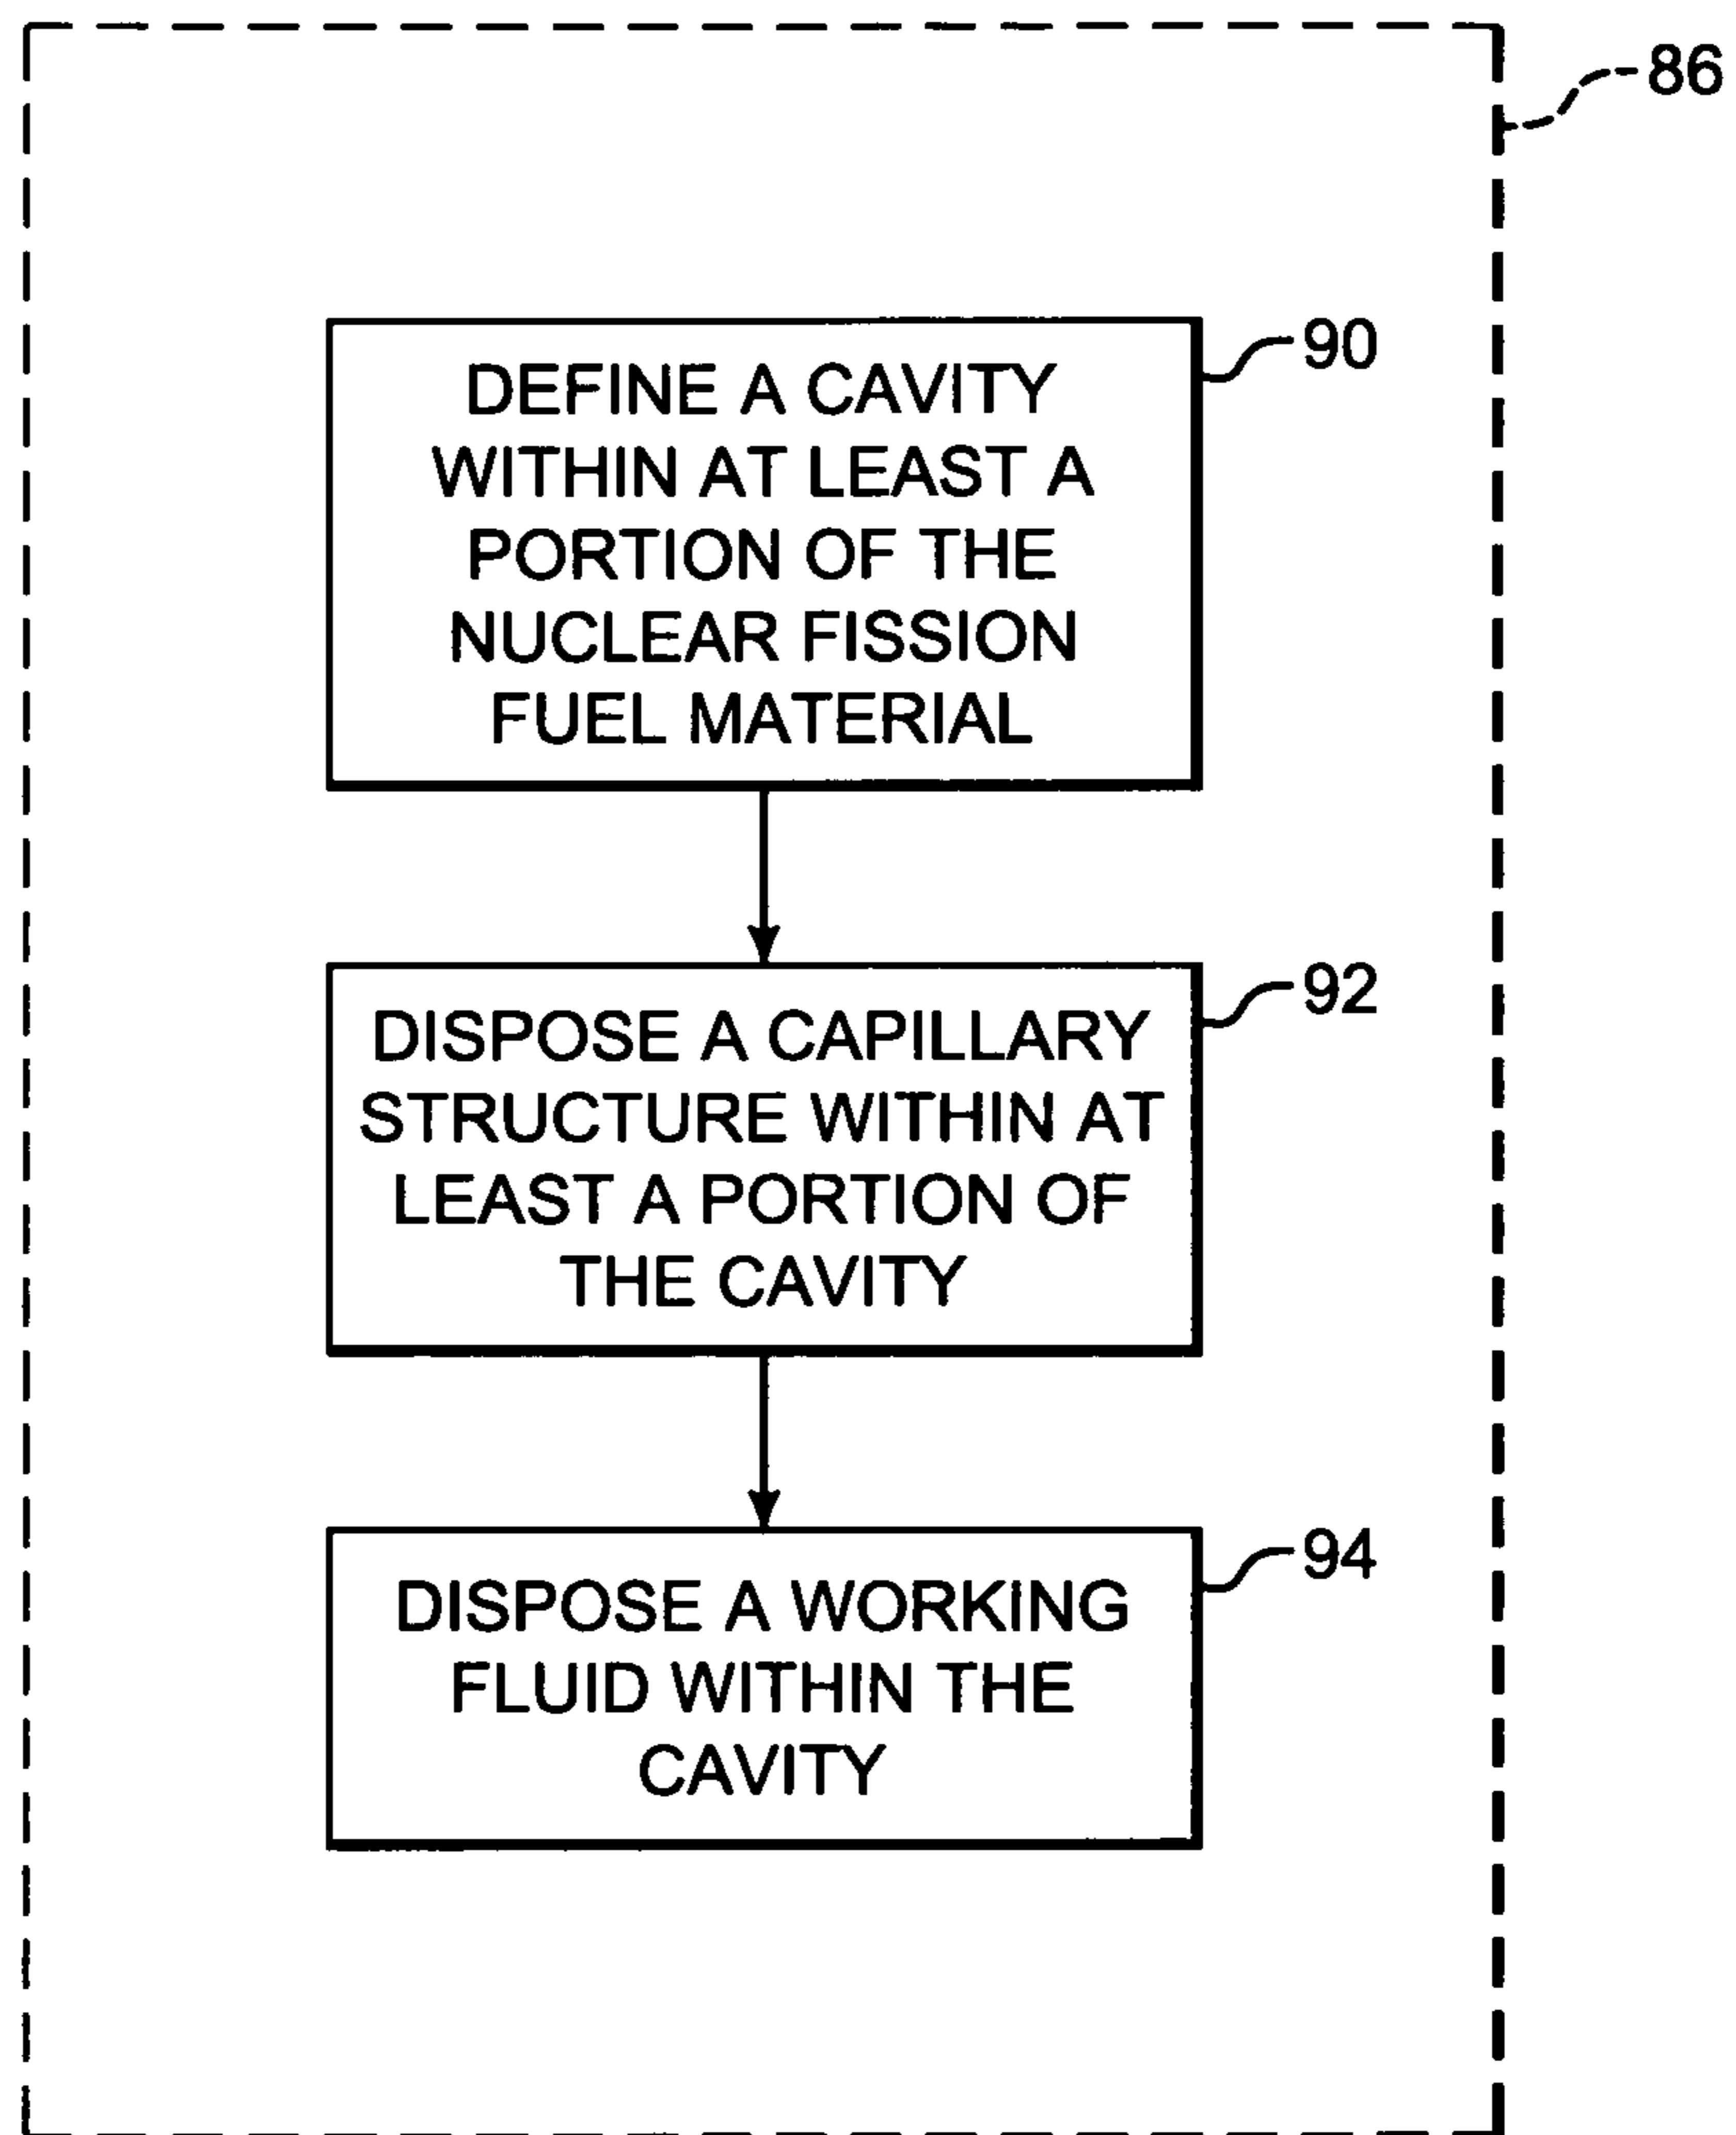 86
90
DEFINE A CAVITY
WITHIN AT LEAST A
PORTION OF THE
NUCLEAR FISSION
FUEL MATERIAL
92
DISPOSE A CAPILLARY
STRUCTURE WITHIN AT
LEAST A PORTION OF
THE CAVITY
94
DISPOSE A WORKING
FLUID WITHIN THE
CAVITY